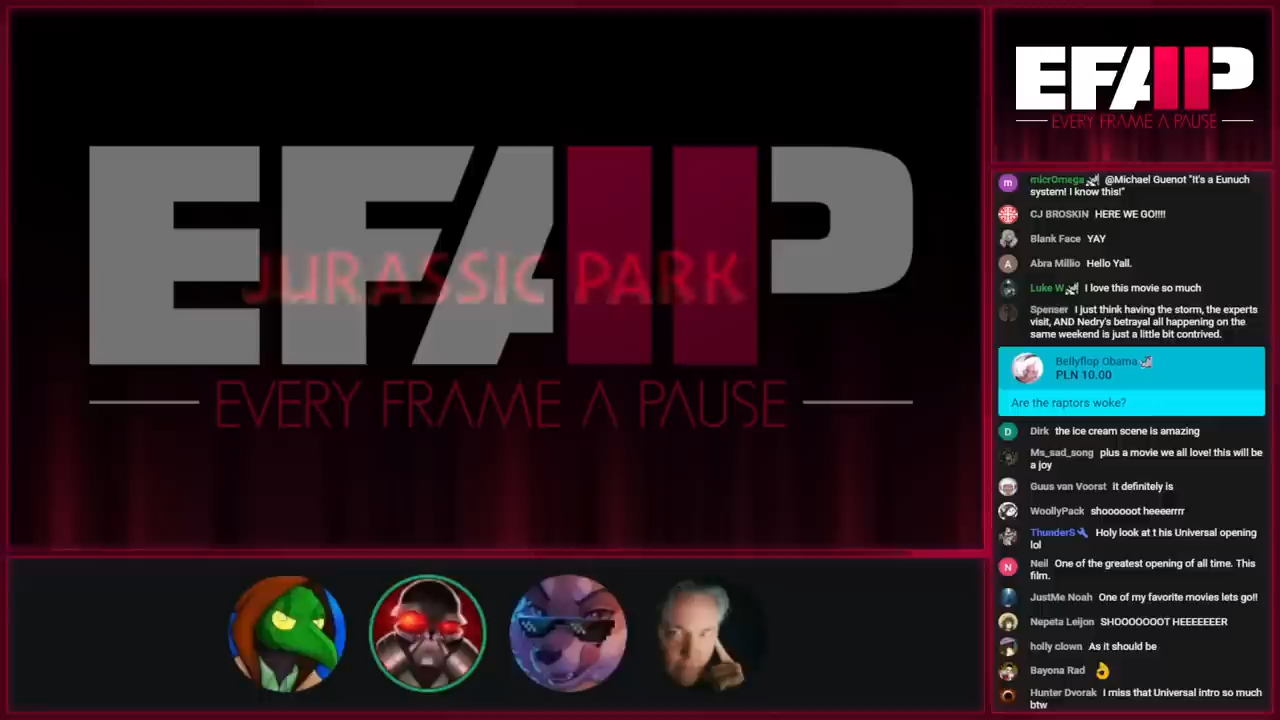 EFAP
JURASSIC PARK
EVERY FRAME A PAUSE
EFAP
EVERY FRAME A PAUSE
micr0mega @Michael Guenot "It's a Eunuch
system! I know this!"
CJ BROSKIN HERE WE GO!!!!
Blank Face YAY
A Abra Millio Hello Yall.
Luke W I love this movie so much
Spenser I just think having the storm, the experts
visit, AND Nedry's betrayal all happening on the
same weekend is just a little bit contrived.
Bellyflop Obama
PLN 10.00
Are the raptors woke?
D Dirk the ice cream scene is amazing
Ms_sad_song plus a movie we all love! this will be
a joy
Guus van Voorst it definitely is
WoollyPack shoooooot heeeerrrr
ThunderS Holy look at t his Universal opening
lol
N Neil One of the greatest opening of all time. This
film.
JustMe Noah One of my favorite movies lets go!!
Nepeta Leijon SHOOOOOOOT HEEEEEEER
holly clown As it should be
Bayona Rad 👌
Hunter Dvorak I miss that Universal intro so much
btw